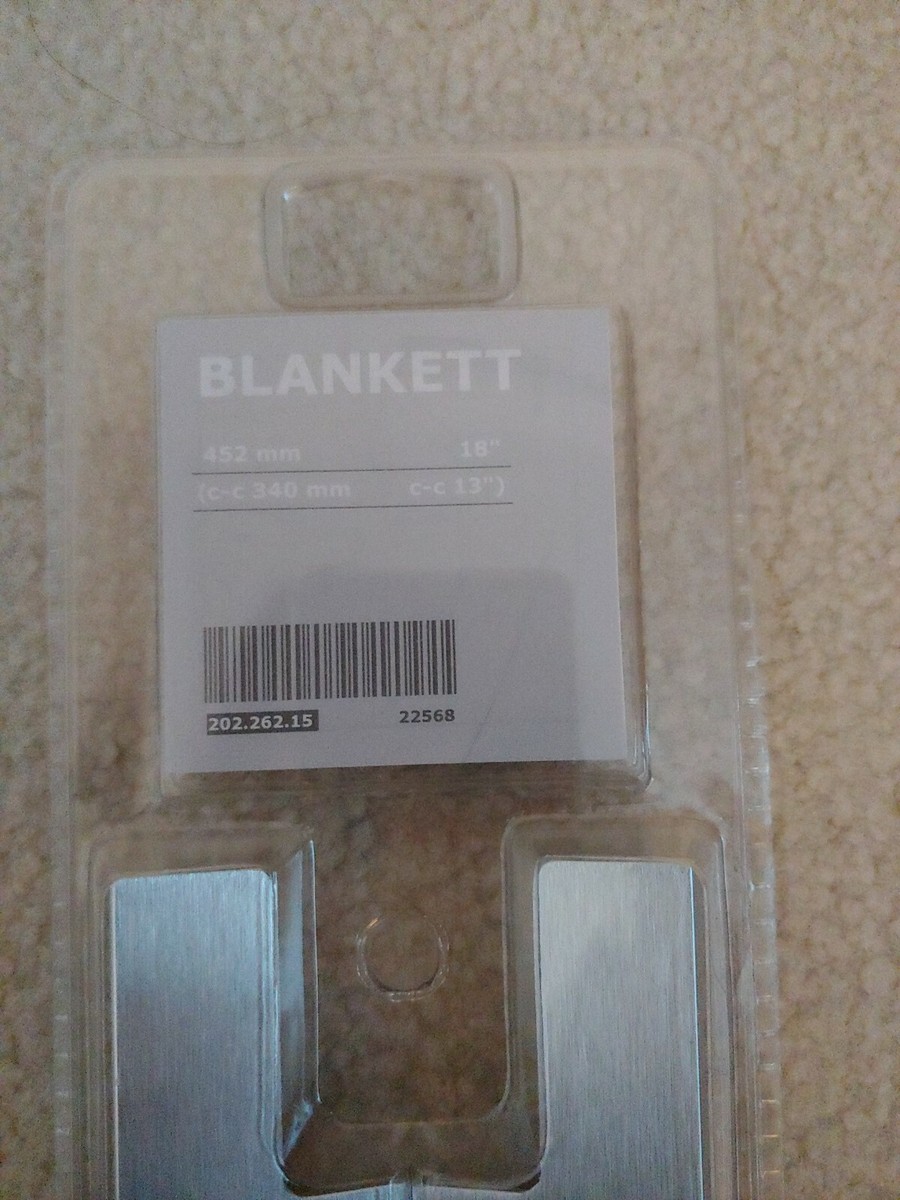 BLANKETT
452 mm 18"
(c-c 340 mm c-c 13")
202.262.15 22568